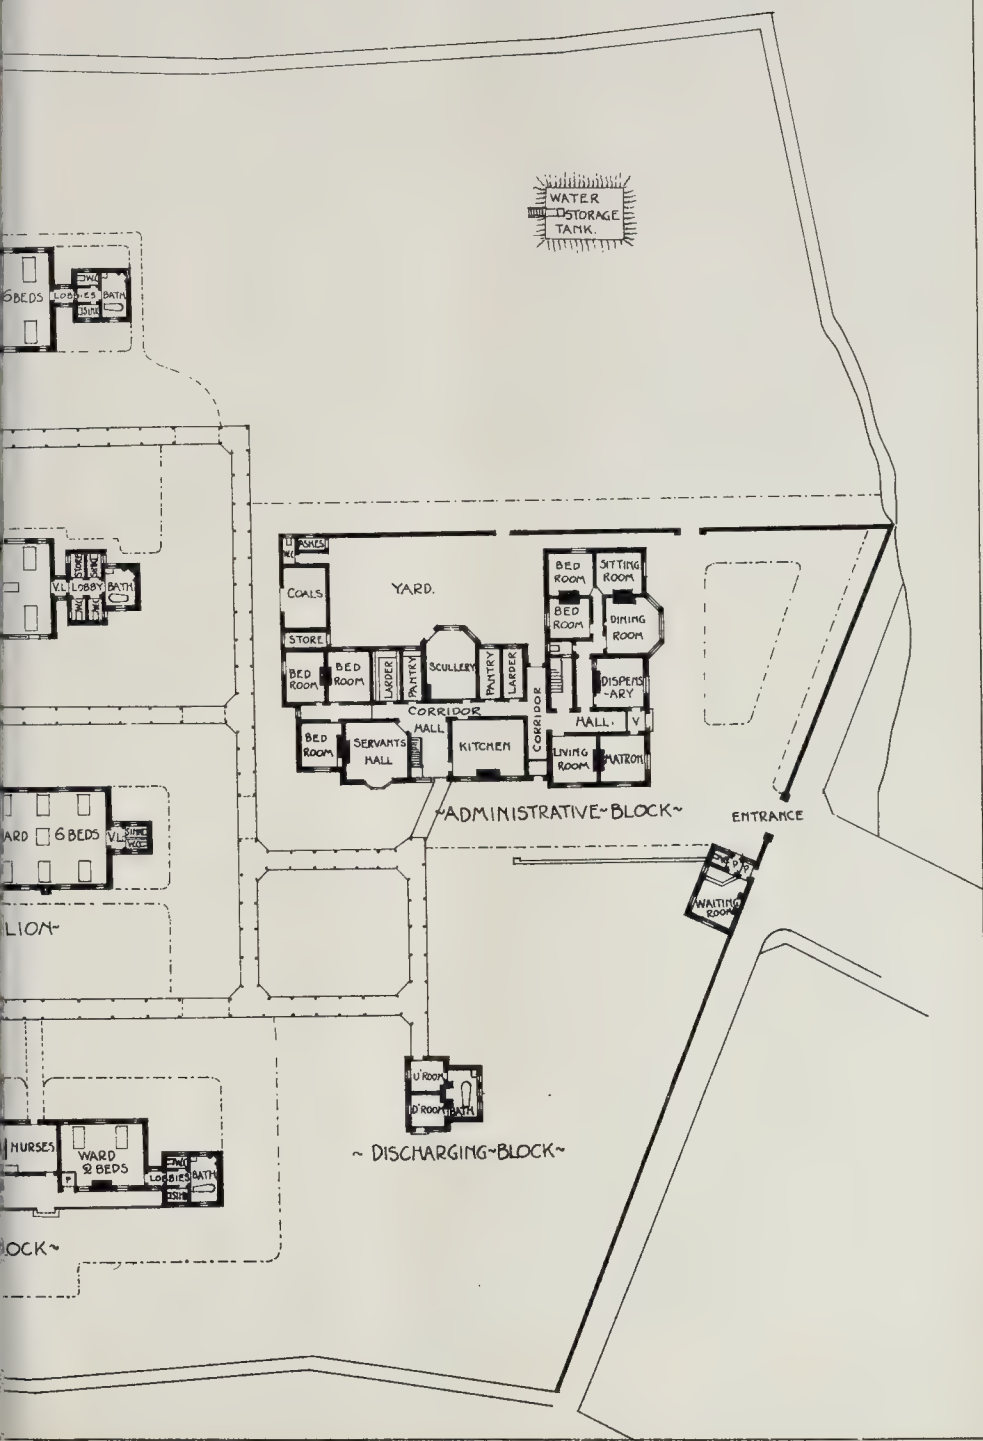 WATER
STORAGE
TANK.
6 BEDS
LOBBIES
W.C
SINK
BATH
W.C
ASHES
COALS
YARD.
STORE
BED
ROOM
BED
ROOM
LARDER
PANTRY
SCULLERY
PANTRY
LARDER
BED
ROOM
SITTING
ROOM
BED
ROOM
DINING
ROOM
DISPENS
-ARY
CORRIDOR
CORRIDOR
HALL
HALL.
V
BED
ROOM
SERVANTS
HALL
KITCHEN
LIVING
ROOM
MATRON
V.L
STORE
SINK
LOBBY
BATH
W.C
W.C
~ADMINISTRATIVE~BLOCK~
ENTRANCE
ARD 6 BEDS
V.L
SINK
W.C
WC
P
P
WAITING
ROOM
LION~
U'ROOM
D'ROOM
BATH
~ DISCHARGING~BLOCK~
NURSES
WARD
2 BEDS
P
LOBBIES
W.C
SINK
BATH
OCK~